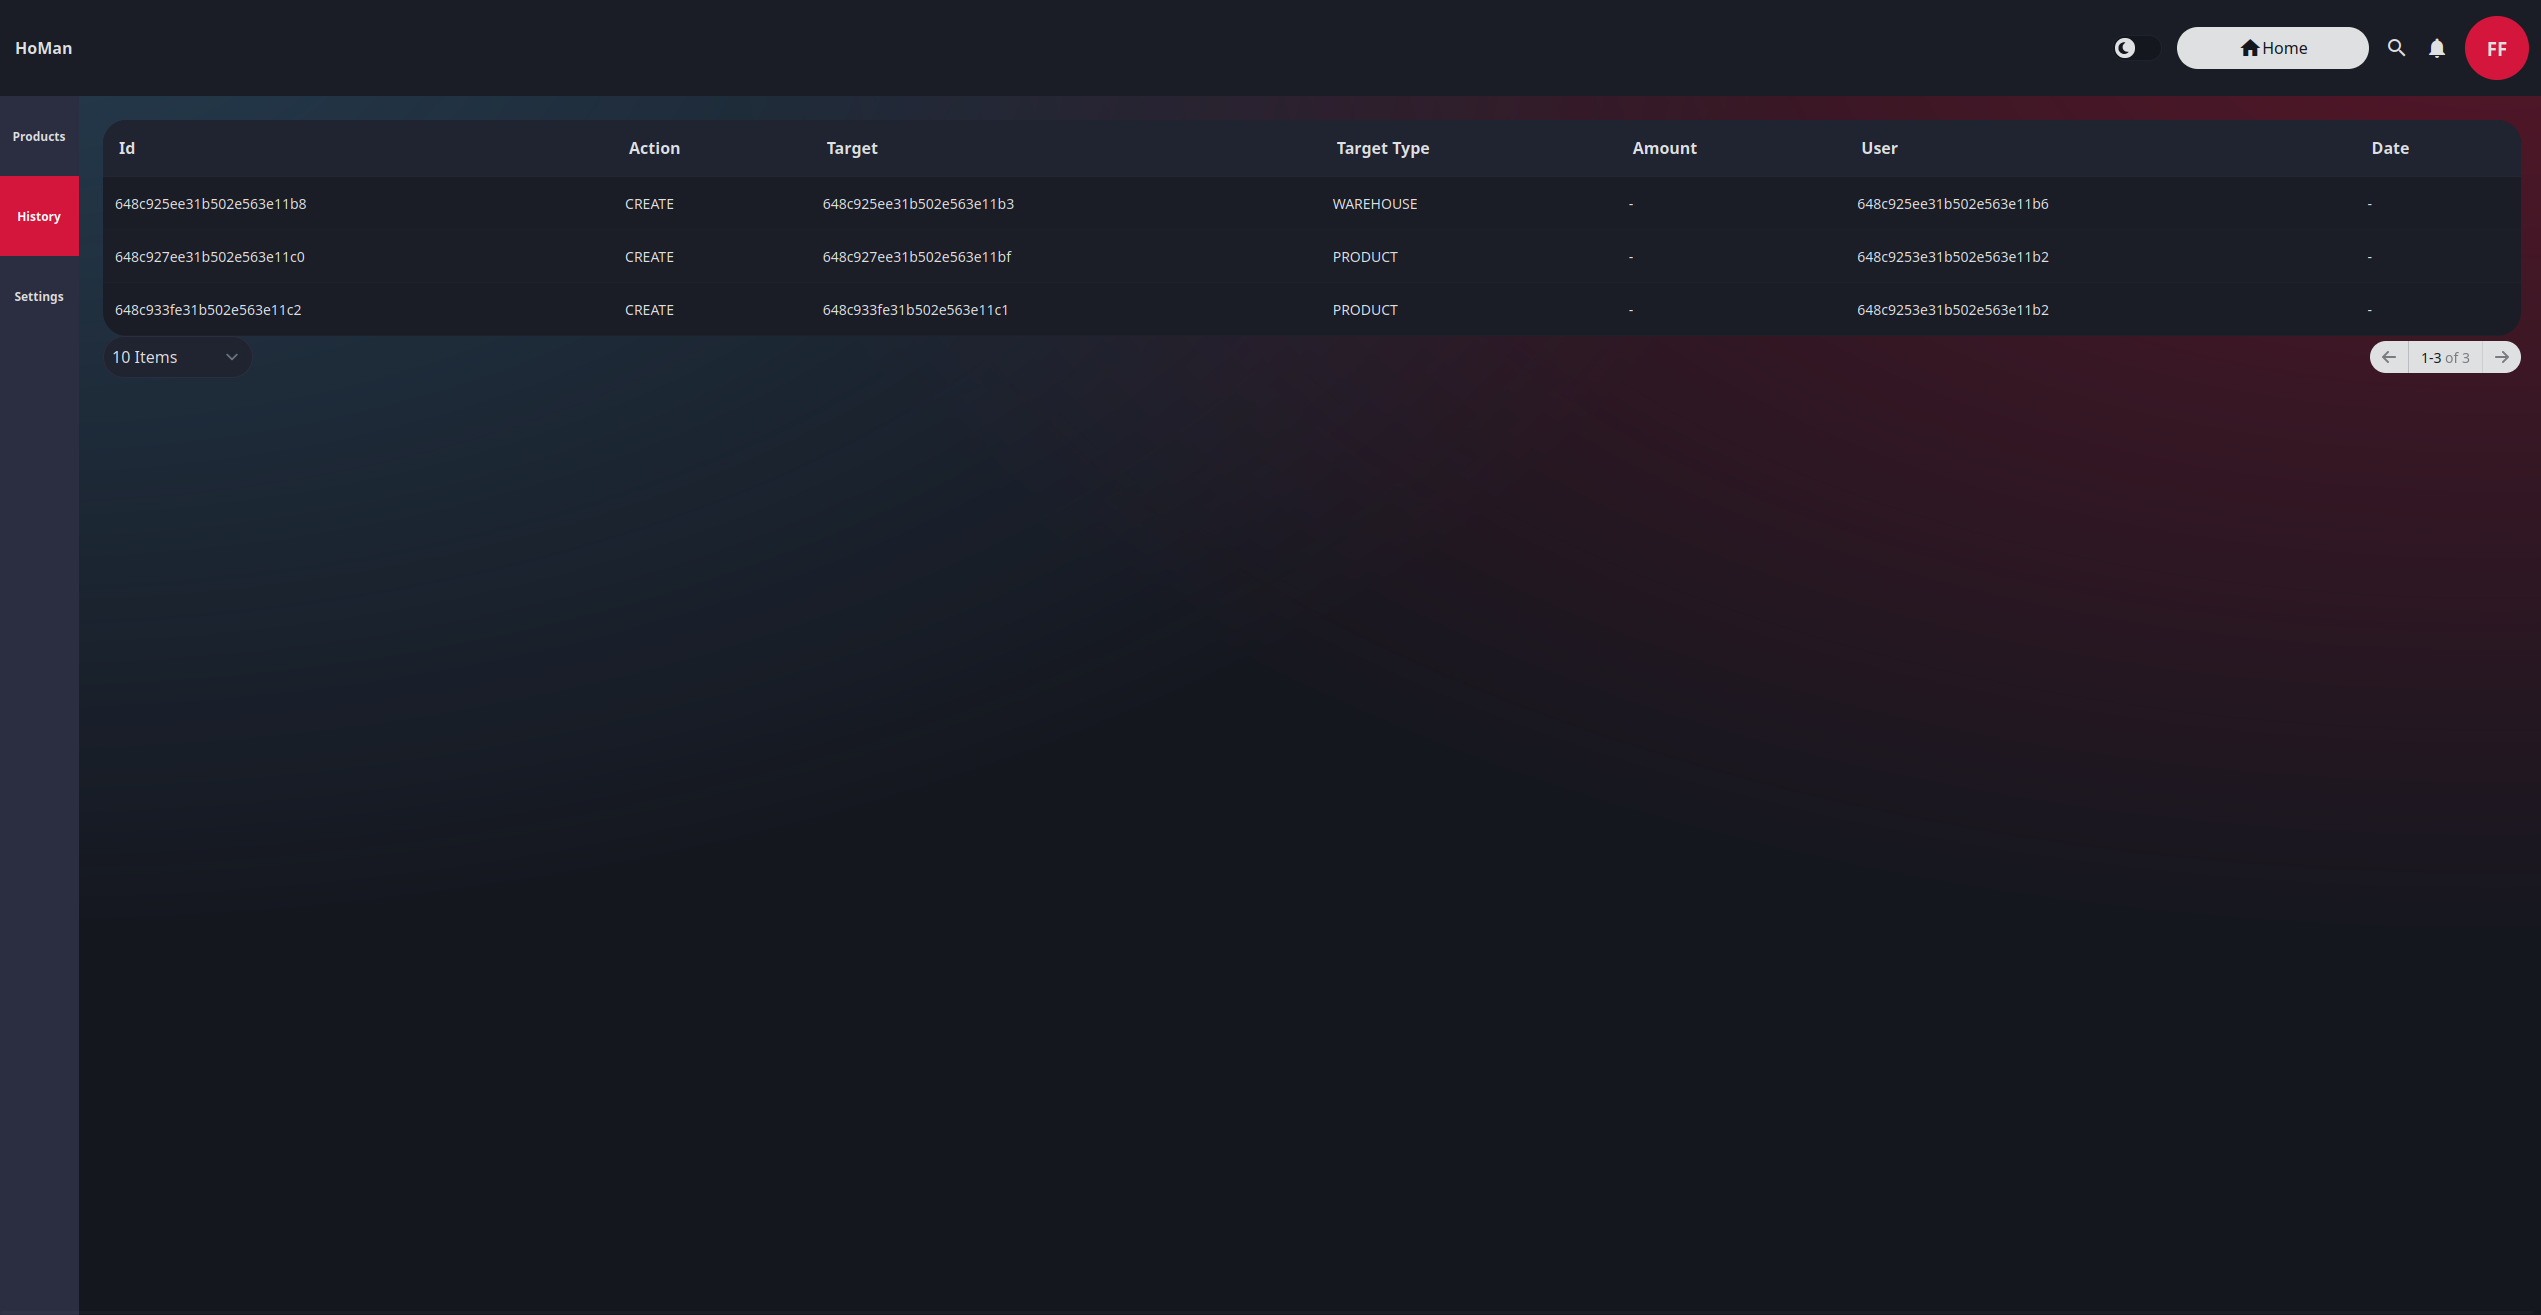 HoMan
Home
FF
Products
History
Settings
Id Action Target Target Type Amount User Date
648c925ee31b502e563e11b8 CREATE 648c925ee31b502e563e11b3 WAREHOUSE - 648c925ee31b502e563e11b6 -
648c927ee31b502e563e11c0 CREATE 648c927ee31b502e563e11bf PRODUCT - 648c9253e31b502e563e11b2 -
648c933fe31b502e563e11c2 CREATE 648c933fe31b502e563e11c1 PRODUCT - 648c9253e31b502e563e11b2 -
10 Items
1-3 of 3